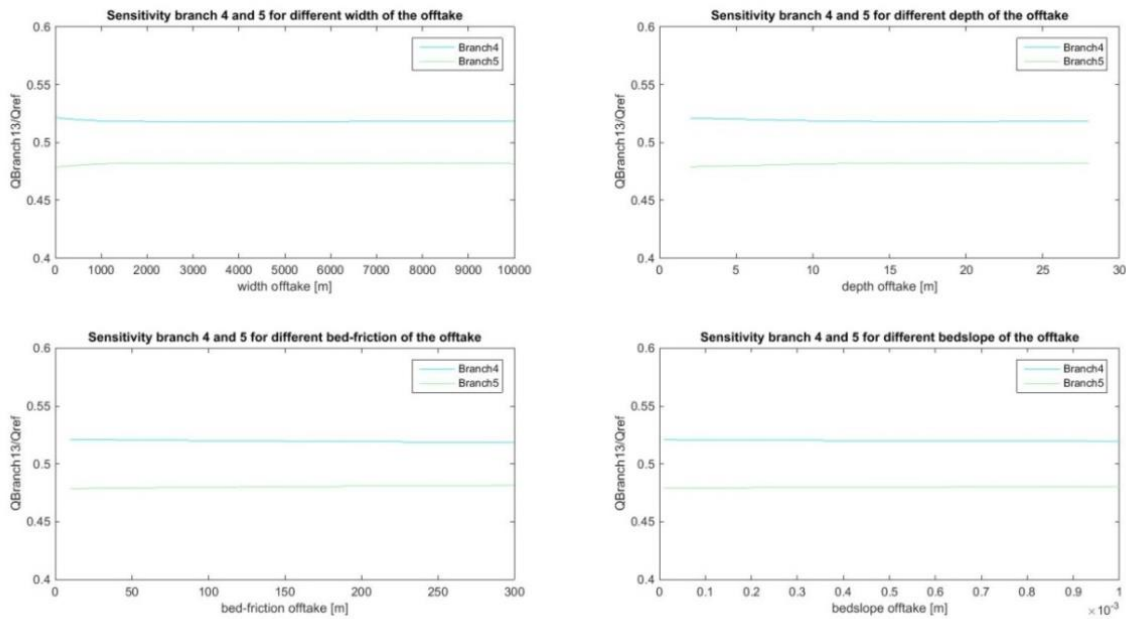 Sensitivity branch 4 and 5 for different width of the offtake
0.6
0.55
0.5
0.45
0.4
QBranch13/Qref
Branch4
Branch5
0 1000 2000 3000 4000 5000 6000 7000 8000 9000 10000
width offtake [m]
Sensitivity branch 4 and 5 for different depth of the offtake
0.6
0.55
0.5
0.45
0.4
QBranch13/Qref
Branch4
Branch5
0 5 10 15 20 25 30
depth offtake [m]
Sensitivity branch 4 and 5 for different bed-friction of the offtake
0.6
0.55
0.5
0.45
0.4
QBranch13/Qref
Branch4
Branch5
0 50 100 150 200 250 300
bed-friction offtake [m]
Sensitivity branch 4 and 5 for different bedslope of the offtake
0.6
0.55
0.5
0.45
0.4
QBranch13/Qref
Branch4
Branch5
0 0.1 0.2 0.3 0.4 0.5 0.6 0.7 0.8 0.9 1
bedslope offtake [m]
×10⁻³